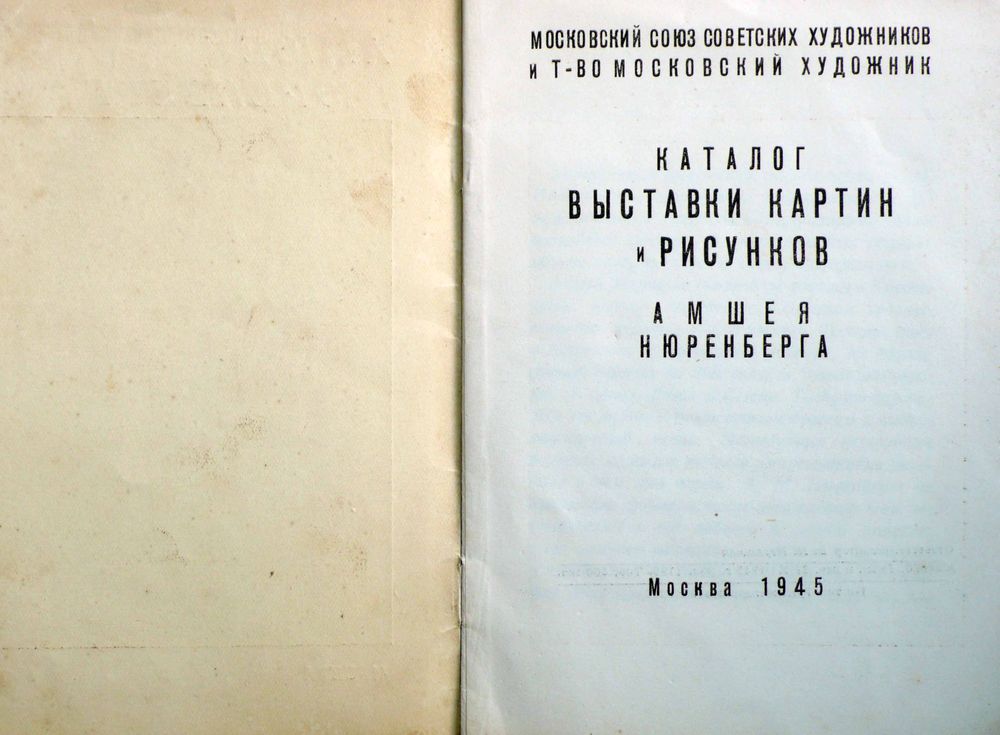 МОСКОВСКИЙ СОЮЗ СОВЕТСКИХ ХУДОЖНИКОВ
и Т-ВО МОСКОВСКИЙ ХУДОЖНИК
КАТАЛОГ
ВЫСТАВКИ КАРТИН
и РИСУНКОВ
АМШЕЯ
НЮРЕНБЕРГА
Москва 1945